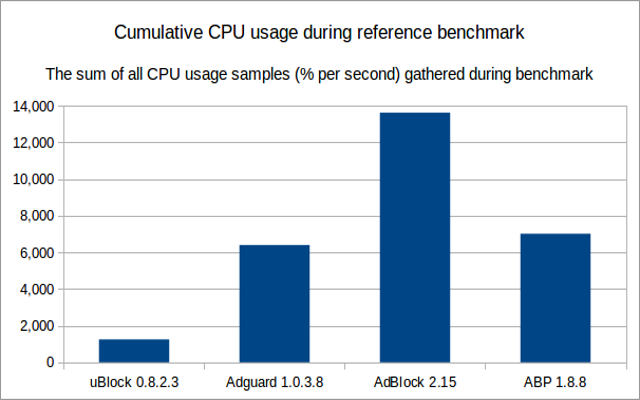 Cumulative CPU usage during reference benchmark
The sum of all CPU usage samples (% per second) gathered during benchmark
14,000
12,000
10,000
8,000
6,000
4,000
2,000
0
uBlock 0.8.2.3 Adguard 1.0.3.8 AdBlock 2.15 ABP 1.8.8